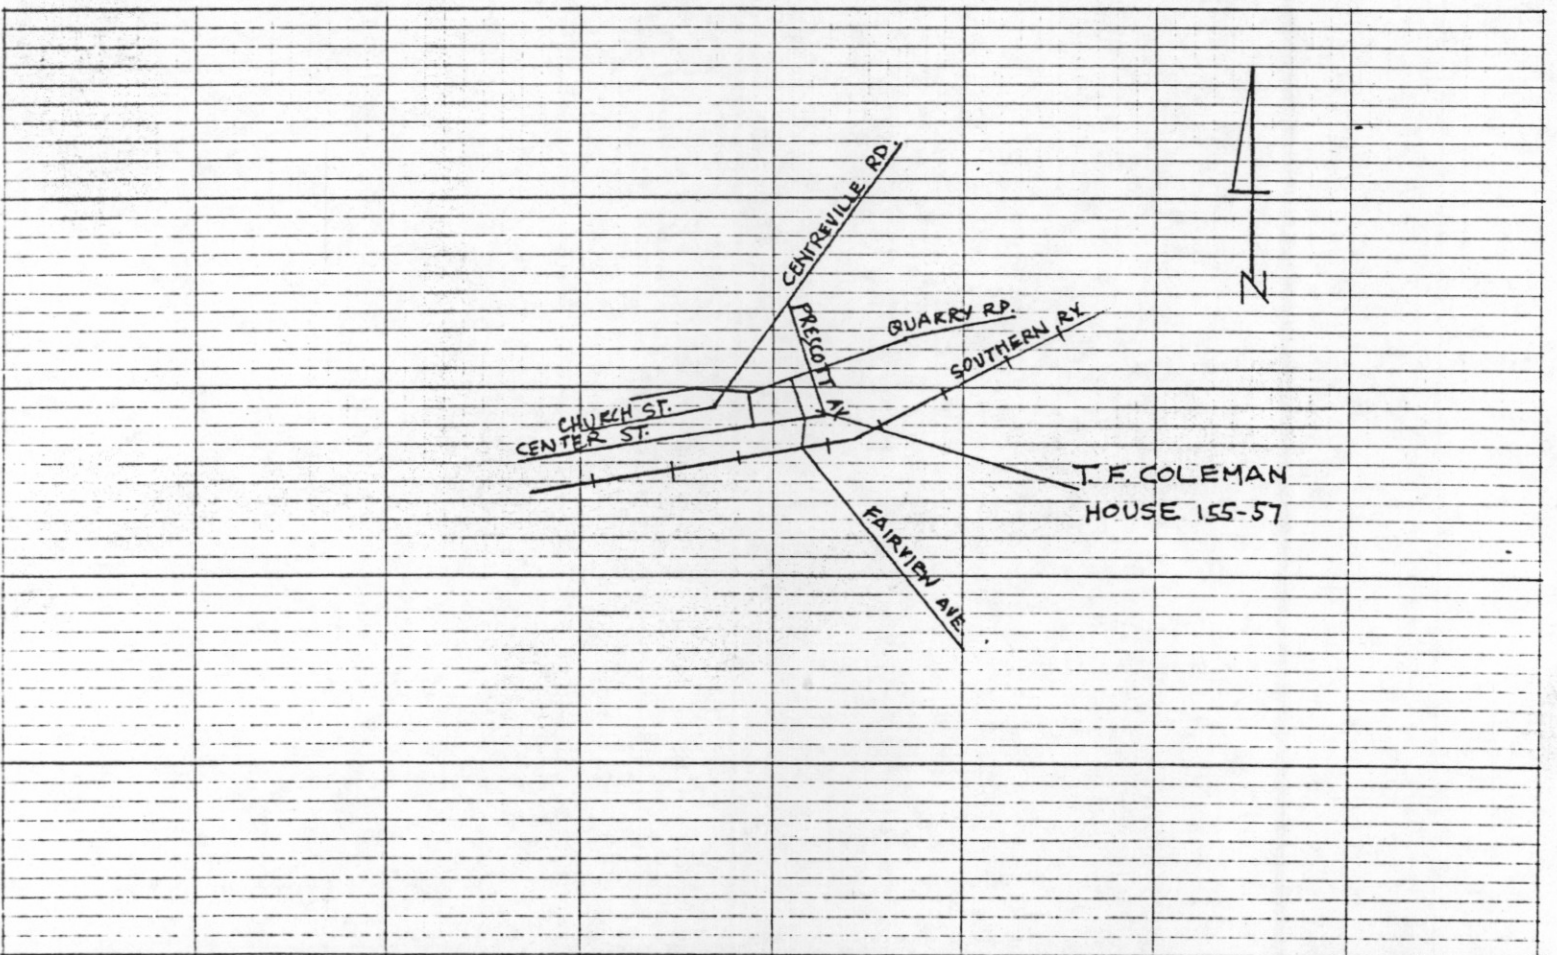 CENTREVILLE RD.
N
PRESCOTT AV.
QUARRY RD.
SOUTHERN RY.
CHURCH ST.
CENTER ST.
T. F. COLEMAN
HOUSE 155-57
FAIRVIEW AVE.